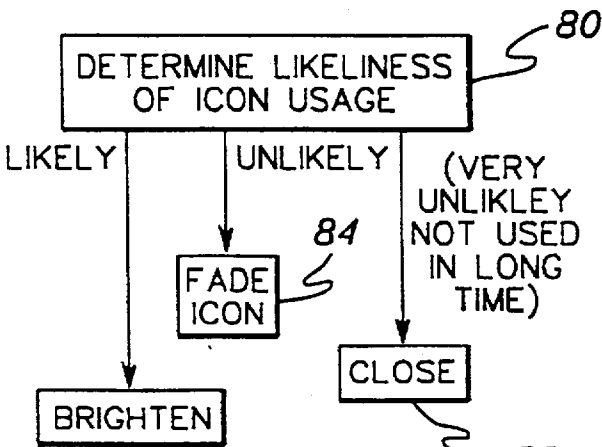 80
DETERMINE LIKELINESS
OF ICON USAGE
LIKELY
UNLIKELY
(VERY
UNLIKLEY
NOT USED
IN LONG
TIME)
84
FADE
ICON
CLOSE
BRIGHTEN